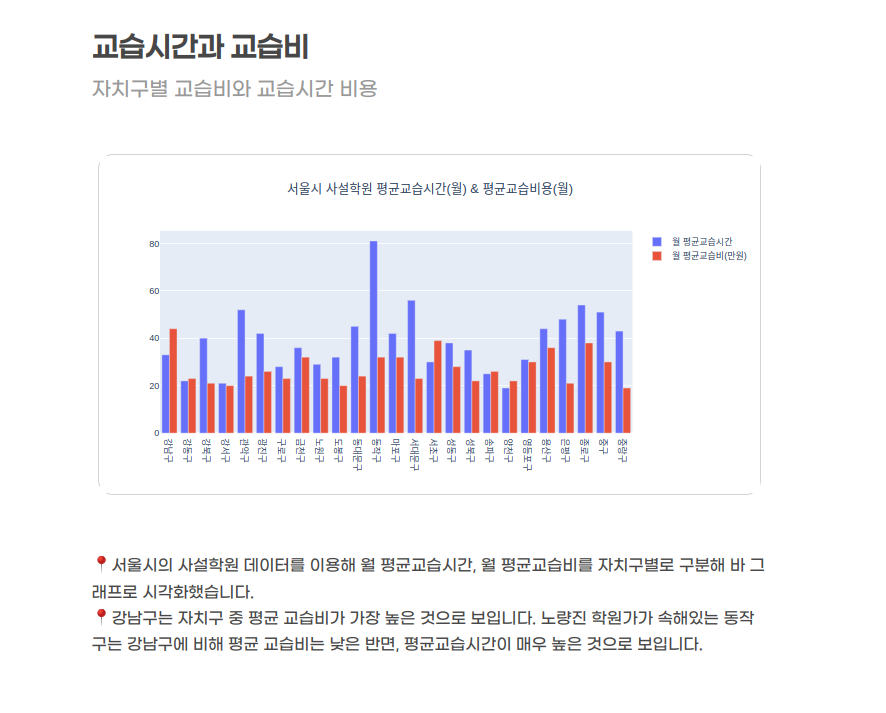 교습시간과 교습비
자치구별 교습비와 교습시간 비용
서울시 사설학원 평균교습시간(월) & 평균교습비용(월)
월 평균교습시간
월 평균교습비(만원)
80
60
40
20
0
강남구
강동구
강북구
강서구
관악구
광진구
구로구
금천구
노원구
도봉구
동대문구
동작구
마포구
서대문구
서초구
성동구
성북구
송파구
양천구
영등포구
용산구
은평구
종로구
중구
중랑구
📍서울시의 사설학원 데이터를 이용해 월 평균교습시간, 월 평균교습비를 자치구별로 구분해 바 그
래프로 시각화했습니다.
📍강남구는 자치구 중 평균 교습비가 가장 높은 것으로 보입니다. 노량진 학원가가 속해있는 동작
구는 강남구에 비해 평균 교습비는 낮은 반면, 평균교습시간이 매우 높은 것으로 보입니다.